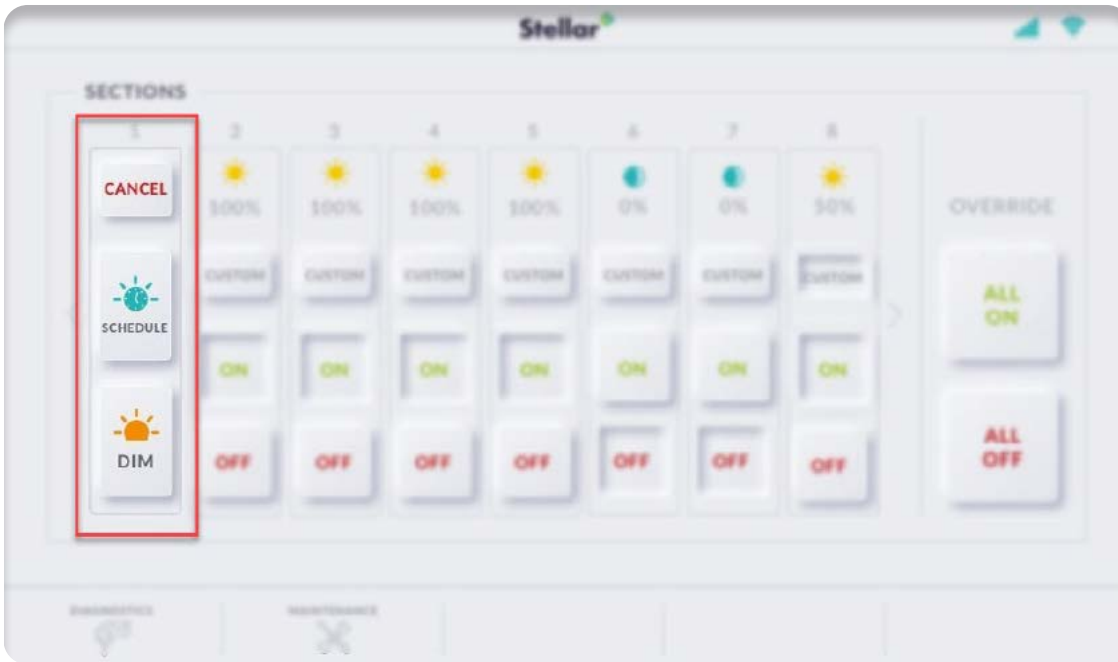 Stellar
SECTIONS
1 2 3 4 5 6 7 8
CANCEL
100% 100% 100% 100% 0% 0% 50%
OVERRIDE
CUSTOM CUSTOM CUSTOM CUSTOM CUSTOM CUSTOM CUSTOM
SCHEDULE
ALL
ON
ON ON ON ON ON ON ON
DIM
OFF OFF OFF OFF OFF OFF OFF
ALL
OFF
DIAGNOSTICS MAINTENANCE